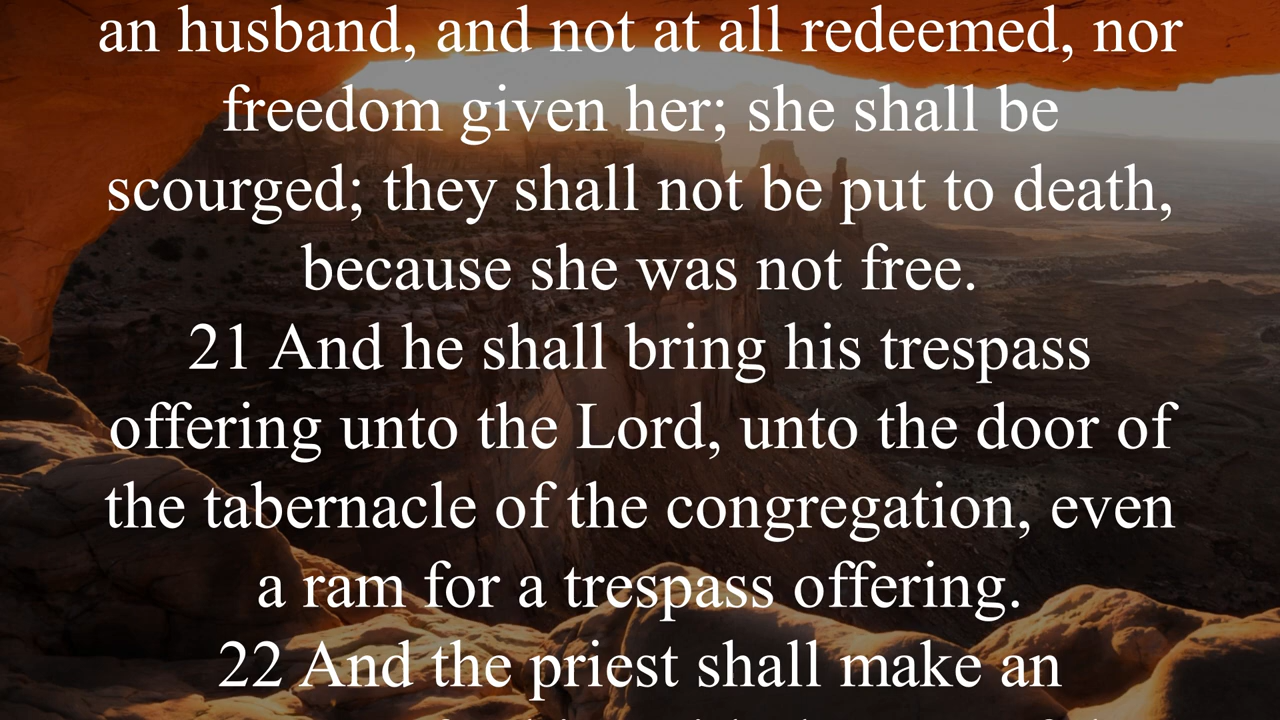 an husband, and not at all redeemed, nor
freedom given her; she shall be
scourged; they shall not be put to death,
because she was not free.
21 And he shall bring his trespass
offering unto the Lord, unto the door of
the tabernacle of the congregation, even
a ram for a trespass offering.
22 And the priest shall make an